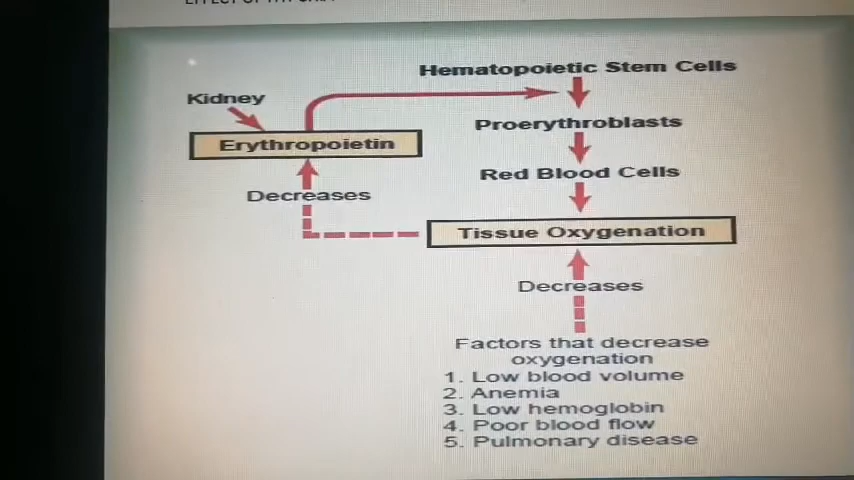 Hematopoietic Stem Cells
Kidney
Proerythroblasts
Erythropoietin
Red Blood Cells
Decreases
Tissue Oxygenation
Decreases
Factors that decrease
oxygenation
1. Low blood volume
2. Anemia
3. Low hemoglobin
4. Poor blood flow
5. Pulmonary disease